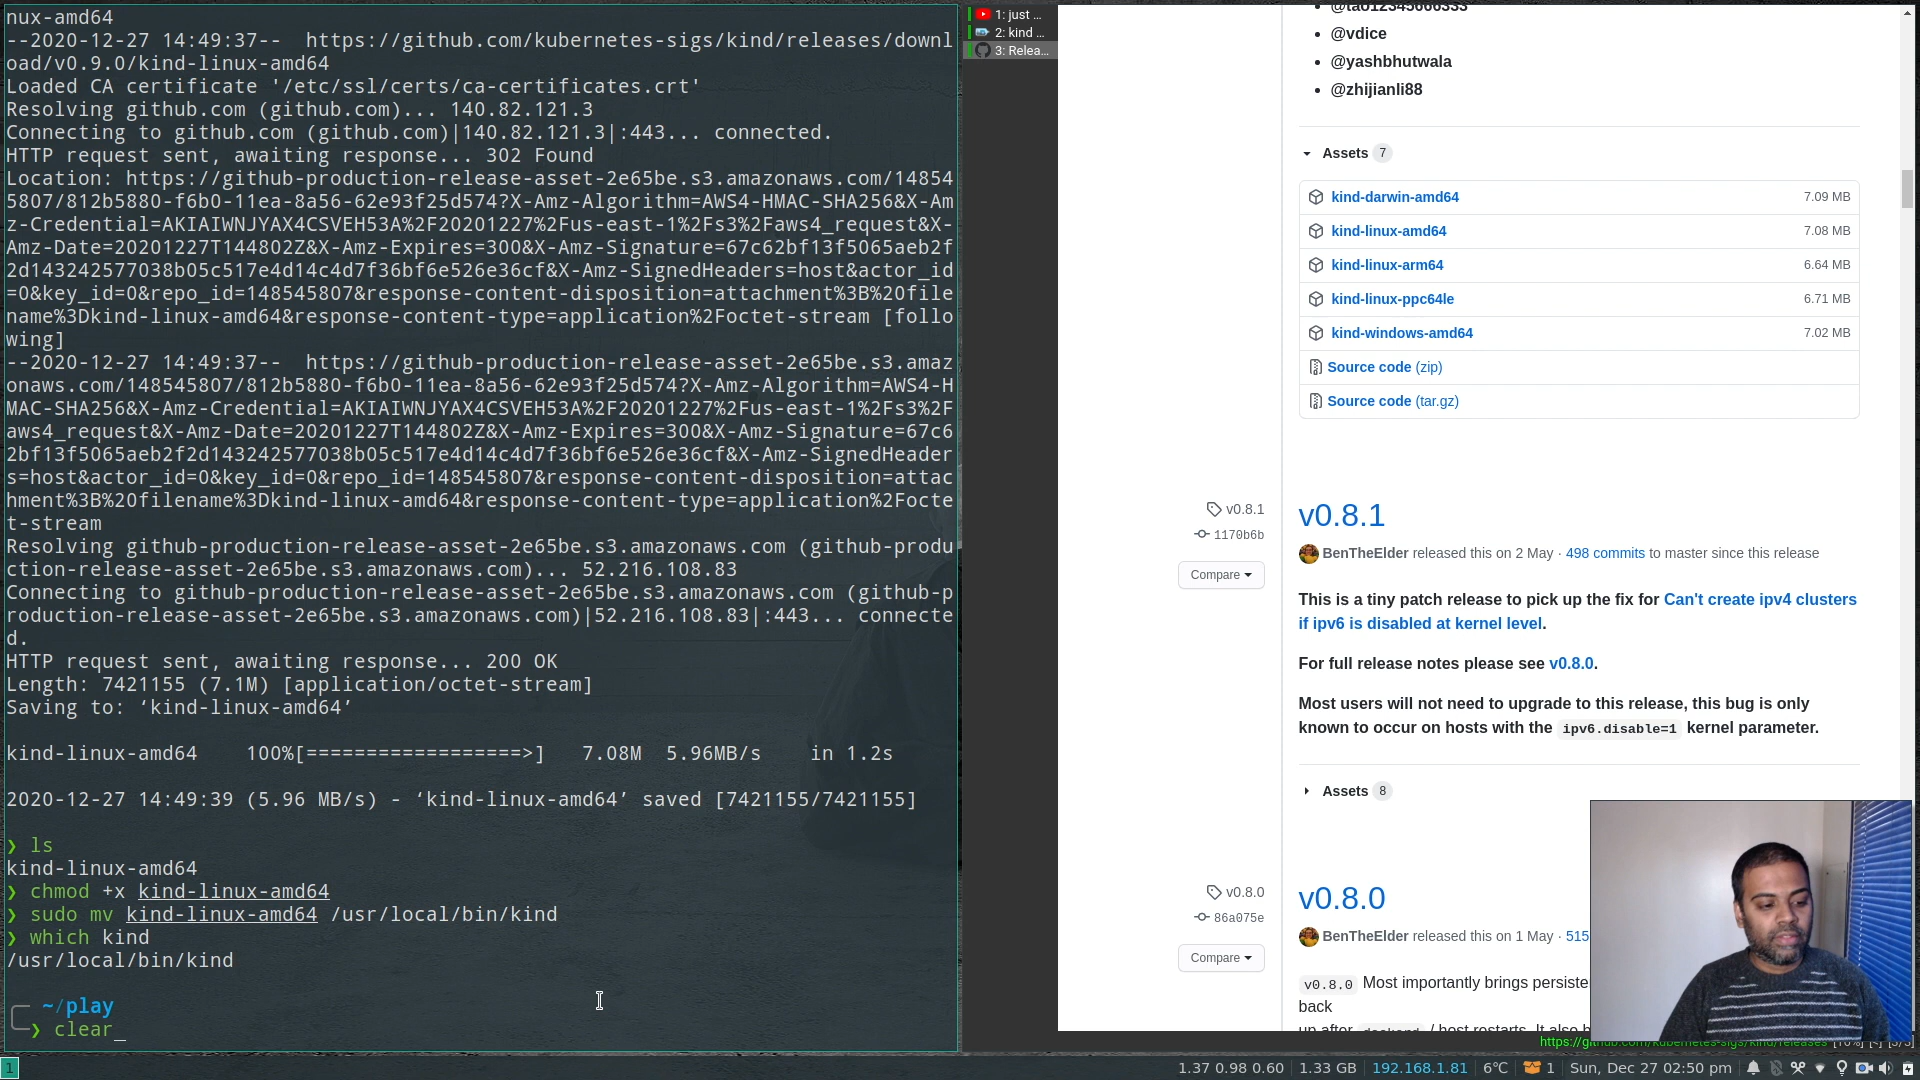 nux-amd64
--2020-12-27 14:49:37--  https://github.com/kubernetes-sigs/kind/releases/downl
oad/v0.9.0/kind-linux-amd64
Loaded CA certificate '/etc/ssl/certs/ca-certificates.crt'
Resolving github.com (github.com)... 140.82.121.3
Connecting to github.com (github.com)|140.82.121.3|:443... connected.
HTTP request sent, awaiting response... 302 Found
Location: https://github-production-release-asset-2e65be.s3.amazonaws.com/14854
5807/812b5880-f6b0-11ea-8a56-62e93f25d574?X-Amz-Algorithm=AWS4-HMAC-SHA256&X-Am
z-Credential=AKIAIWNJYAX4CSVEH53A%2F20201227%2Fus-east-1%2Fs3%2Faws4_request&X-
Amz-Date=20201227T144802Z&X-Amz-Expires=300&X-Amz-Signature=67c62bf13f5065aeb2f
2d143242577038b05c517e4d14c4d7f36bf6e526e36cf&X-Amz-SignedHeaders=host&actor_id
=0&key_id=0&repo_id=148545807&response-content-disposition=attachment%3B%20file
name%3Dkind-linux-amd64&response-content-type=application%2Foctet-stream [follo
wing]
--2020-12-27 14:49:37--  https://github-production-release-asset-2e65be.s3.amaz
onaws.com/148545807/812b5880-f6b0-11ea-8a56-62e93f25d574?X-Amz-Algorithm=AWS4-H
MAC-SHA256&X-Amz-Credential=AKIAIWNJYAX4CSVEH53A%2F20201227%2Fus-east-1%2Fs3%2F
aws4_request&X-Amz-Date=20201227T144802Z&X-Amz-Expires=300&X-Amz-Signature=67c6
2bf13f5065aeb2f2d143242577038b05c517e4d14c4d7f36bf6e526e36cf&X-Amz-SignedHeader
s=host&actor_id=0&key_id=0&repo_id=148545807&response-content-disposition=attac
hment%3B%20filename%3Dkind-linux-amd64&response-content-type=application%2Focte
t-stream
Resolving github-production-release-asset-2e65be.s3.amazonaws.com (github-produ
ction-release-asset-2e65be.s3.amazonaws.com)... 52.216.108.83
Connecting to github-production-release-asset-2e65be.s3.amazonaws.com (github-p
roduction-release-asset-2e65be.s3.amazonaws.com)|52.216.108.83|:443... connecte
d.
HTTP request sent, awaiting response... 200 OK
Length: 7421155 (7.1M) [application/octet-stream]
Saving to: ‘kind-linux-amd64’
kind-linux-amd64    100%[==================>]   7.08M  5.96MB/s    in 1.2s
2020-12-27 14:49:39 (5.96 MB/s) - ‘kind-linux-amd64’ saved [7421155/7421155]
❯ ls
kind-linux-amd64
❯ chmod +x kind-linux-amd64
❯ sudo mv kind-linux-amd64 /usr/local/bin/kind
❯ which kind
/usr/local/bin/kind
~/play
❯ clear_
1: just ...
2: kind ...
3: Relea...
@tao12345666333
@vdice
@yashbhutwala
@zhijianli88
Assets 7
kind-darwin-amd64 7.09 MB
kind-linux-amd64 7.08 MB
kind-linux-arm64 6.64 MB
kind-linux-ppc64le 6.71 MB
kind-windows-amd64 7.02 MB
Source code (zip)
Source code (tar.gz)
v0.8.1
1170b6b
Compare
v0.8.1
BenTheElder released this on 2 May · 498 commits to master since this release
This is a tiny patch release to pick up the fix for Can't create ipv4 clusters
if ipv6 is disabled at kernel level.
For full release notes please see v0.8.0.
Most users will not need to upgrade to this release, this bug is only
known to occur on hosts with the ipv6.disable=1 kernel parameter.
Assets 8
v0.8.0
86a075e
Compare
v0.8.0
BenTheElder released this on 1 May · 515
v0.8.0 Most importantly brings persiste
back
up after dockerd / host restarts. It also
https://github.com/kubernetes-sigs/kind/releases
1
1.37 0.98 0.60 1.33 GB 192.168.1.81 6°C 1 Sun, Dec 27 02:50 pm